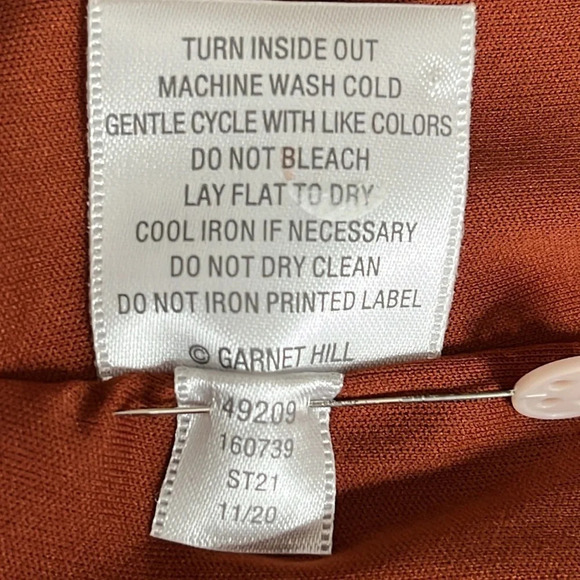 TURN INSIDE OUT
MACHINE WASH COLD
GENTLE CYCLE WITH LIKE COLORS
DO NOT BLEACH
LAY FLAT TO DRY
COOL IRON IF NECESSARY
DO NOT DRY CLEAN
DO NOT IRON PRINTED LABEL
© GARNET HILL
49209
160739
ST21
11/20